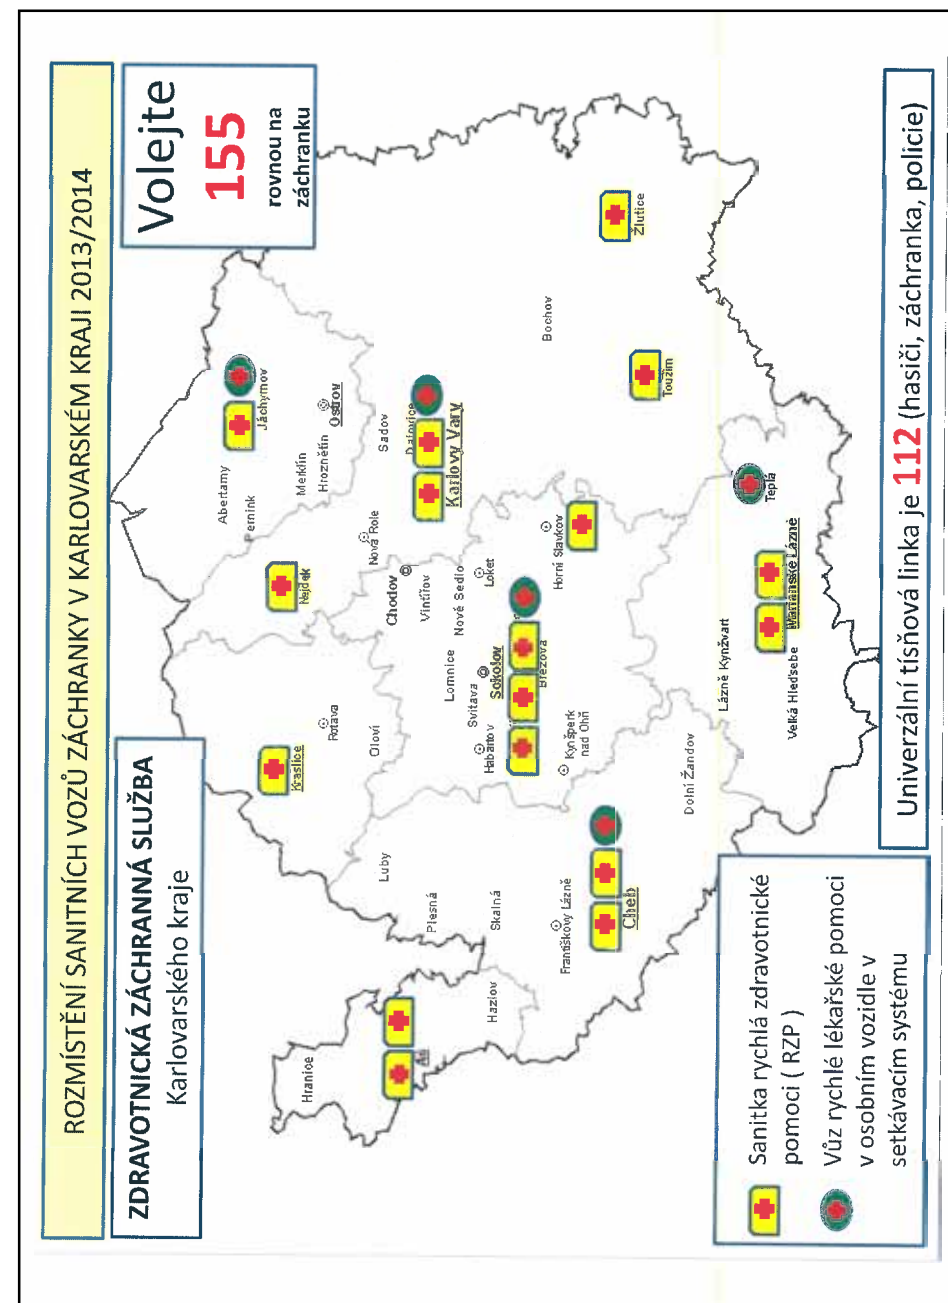 ROZMÍSTĚNÍ SANITNÍCH VOZŮ ZÁCHRANKY V KARLOVARSKÉM KRAJI 2013/2014
ZDRAVOTNICKÁ ZÁCHRANNÁ SLUŽBA
Karlovarského kraje
Volejte
155
rovnou na
záchranku
Jáchymov
Abertamy
Pernink
Merklín
Hroznětín
Ostrov
Nejdek
Kraslice
Rotava
Oloví
Sadov
Dalovice
Karlovy Vary
Nová Role
Chodov
Vintířov
Nové Sedlo
Loket
Lomnice
Svitava
Sokolov
Březová
Habartov
Kynšperk
nad Ohří
Horní Slavkov
Bochov
Žlutice
Toužim
Teplá
Mariánské Lázně
Lázně Kynžvart
Velká Hleďsebe
Dolní Žandov
Luby
Plesná
Skalná
Františkovy Lázně
Cheb
Hazlov
Hranice
Aš
Sanitka rychlá zdravotnické
pomoci ( RZP )
Vůz rychlé lékařské pomoci
v osobním vozidle v
setkávacím systému
Univerzální tísňová linka je 112 (hasiči, záchranka, policie)